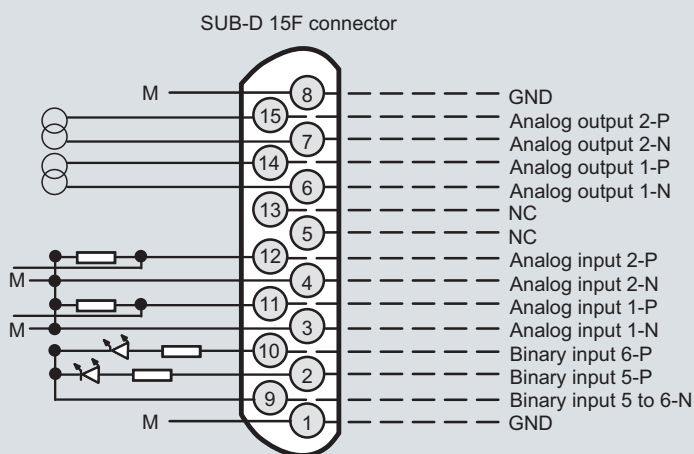 SUB-D 15F connector
M 8 GND
15 Analog output 2-P
7 Analog output 2-N
14 Analog output 1-P
6 Analog output 1-N
13 NC
5 NC
12 Analog input 2-P
M 4 Analog input 2-N
11 Analog input 1-P
M 3 Analog input 1-N
10 Binary input 6-P
2 Binary input 5-P
9 Binary input 5 to 6-N
M 1 GND